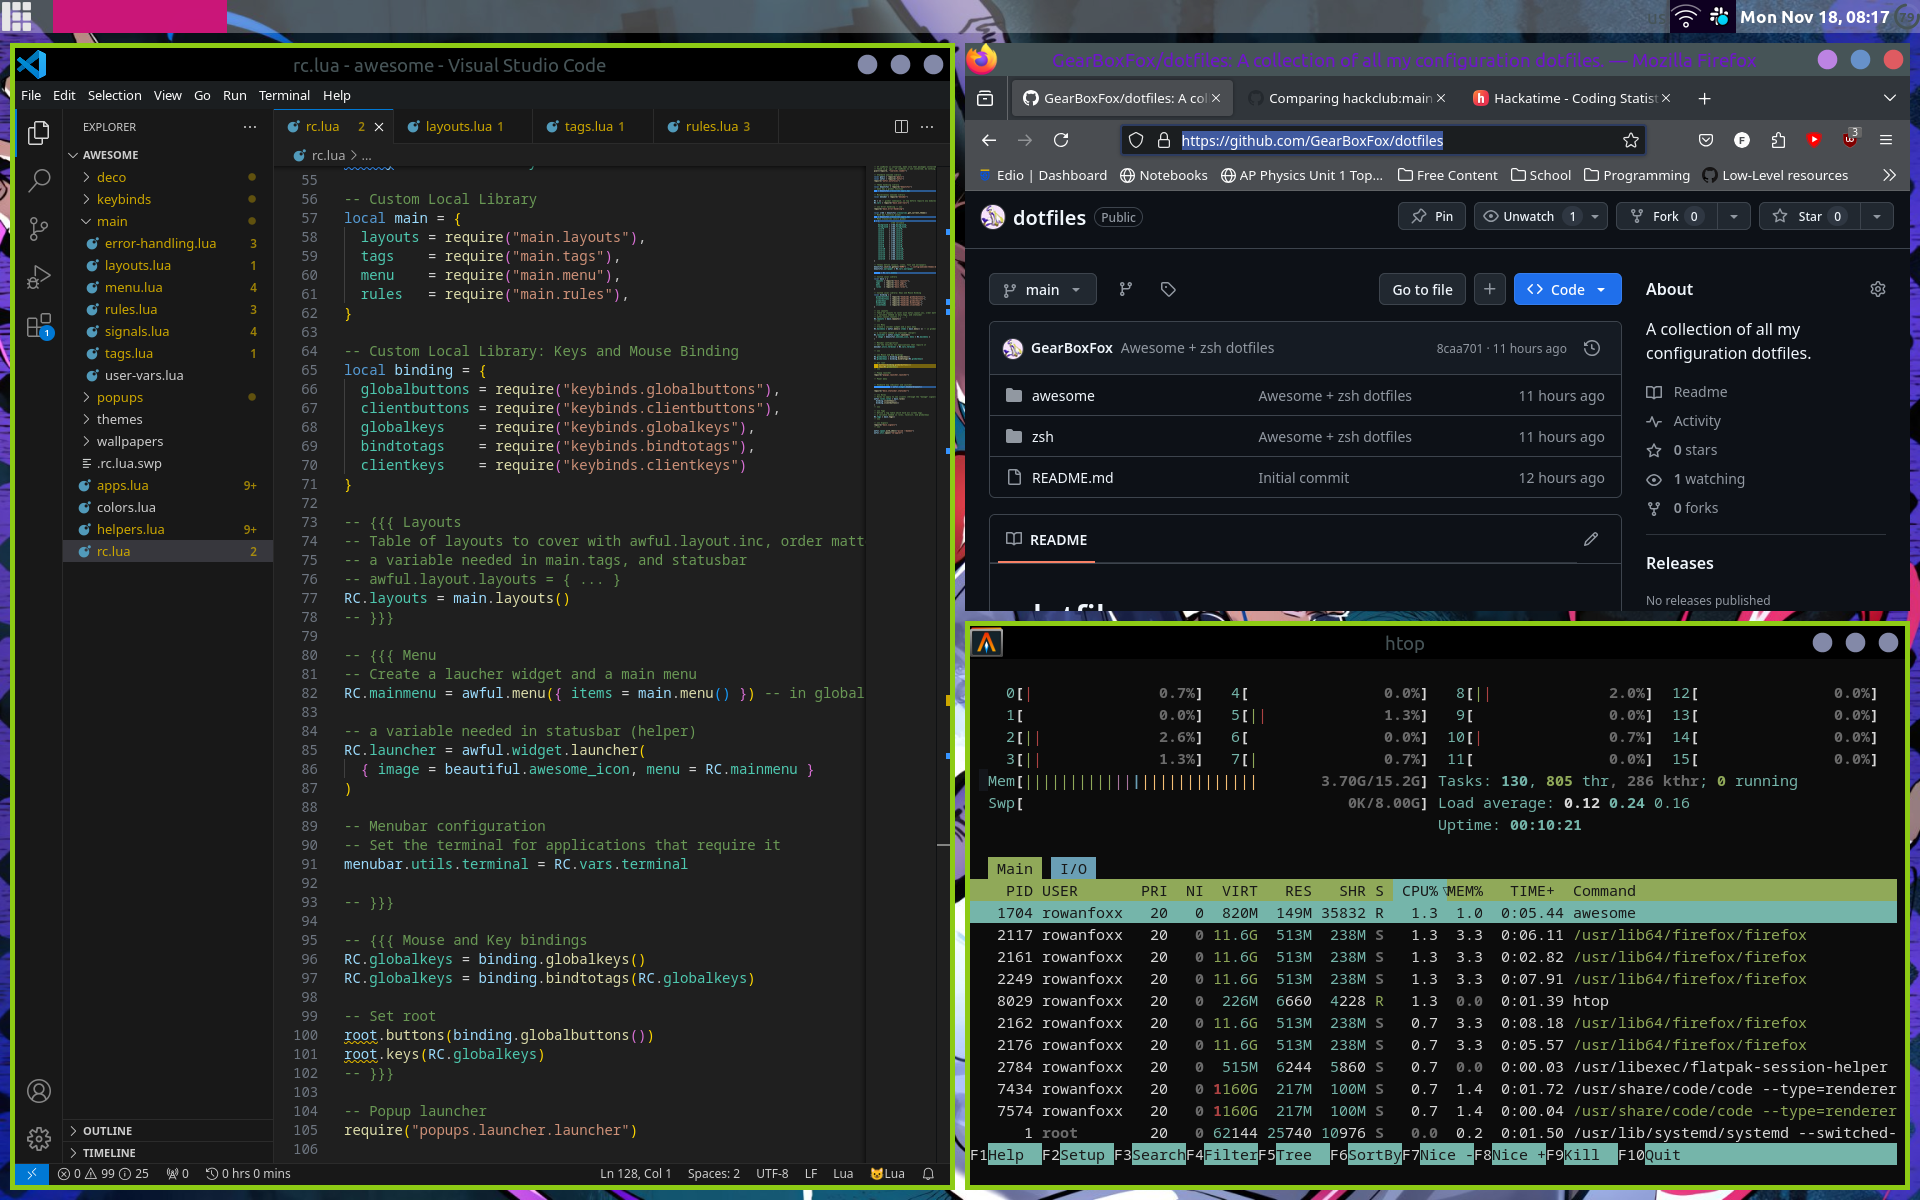 us
Mon Nov 18, 08:17
rc.lua - awesome - Visual Studio Code
File Edit Selection View Go Run Terminal Help
EXPLORER
AWESOME
deco
keybinds
main
error-handling.lua 3
layouts.lua 1
menu.lua 4
rules.lua 3
signals.lua 4
tags.lua 1
user-vars.lua
popups
themes
wallpapers
.rc.lua.swp
apps.lua 9+
colors.lua
helpers.lua 9+
rc.lua 2
OUTLINE
TIMELINE
1
rc.lua 2 layouts.lua 1 tags.lua 1 rules.lua 3
rc.lua > ...
55
56 -- Custom Local Library
57 local main = {
58 layouts = require("main.layouts"),
59 tags = require("main.tags"),
60 menu = require("main.menu"),
61 rules = require("main.rules"),
62 }
63
64 -- Custom Local Library: Keys and Mouse Binding
65 local binding = {
66 globalbuttons = require("keybinds.globalbuttons"),
67 clientbuttons = require("keybinds.clientbuttons"),
68 globalkeys = require("keybinds.globalkeys"),
69 bindtotags = require("keybinds.bindtotags"),
70 clientkeys = require("keybinds.clientkeys")
71 }
72
73 -- {{{ Layouts
74 -- Table of layouts to cover with awful.layout.inc, order matt
75 -- a variable needed in main.tags, and statusbar
76 -- awful.layout.layouts = { ... }
77 RC.layouts = main.layouts()
78 -- }}}
79
80 -- {{{ Menu
81 -- Create a laucher widget and a main menu
82 RC.mainmenu = awful.menu({ items = main.menu() }) -- in global
83
84 -- a variable needed in statusbar (helper)
85 RC.launcher = awful.widget.launcher(
86 { image = beautiful.awesome_icon, menu = RC.mainmenu }
87 )
88
89 -- Menubar configuration
90 -- Set the terminal for applications that require it
91 menubar.utils.terminal = RC.vars.terminal
92
93 -- }}}
94
95 -- {{{ Mouse and Key bindings
96 RC.globalkeys = binding.globalkeys()
97 RC.globalkeys = binding.bindtotags(RC.globalkeys)
98
99 -- Set root
100 root.buttons(binding.globalbuttons())
101 root.keys(RC.globalkeys)
102 -- }}}
103
104 -- Popup launcher
105 require("popups.launcher.launcher")
106
0 99 25 0 0 hrs 0 mins Ln 128, Col 1 Spaces: 2 UTF-8 LF Lua Lua
GearBoxFox/dotfiles: A collection of all my configuration dotfiles. — Mozilla Firefox
GearBoxFox/dotfiles: A col Comparing hackclub:main Hackatime - Coding Statist
https://github.com/GearBoxFox/dotfiles
F
3
Edio | Dashboard Notebooks AP Physics Unit 1 Top... Free Content School Programming Low-Level resources
dotfiles Public Pin Unwatch 1 Fork 0 Star 0
main Go to file Code
GearBoxFox Awesome + zsh dotfiles 8caa701 · 11 hours ago
awesome Awesome + zsh dotfiles 11 hours ago
zsh Awesome + zsh dotfiles 11 hours ago
README.md Initial commit 12 hours ago
README
About
A collection of all my
configuration dotfiles.
Readme
Activity
0 stars
1 watching
0 forks
Releases
No releases published
htop
0[| 0.7%] 4[ 0.0%] 8[|| 2.0%] 12[ 0.0%]
1[ 0.0%] 5[|| 1.3%] 9[ 0.0%] 13[ 0.0%]
2[|| 2.6%] 6[ 0.0%] 10[| 0.7%] 14[ 0.0%]
3[|| 1.3%] 7[| 0.7%] 11[ 0.0%] 15[ 0.0%]
Mem[|||||||||||||||||||||||||| 3.70G/15.2G] Tasks: 130, 805 thr, 286 kthr; 0 running
Swp[ 0K/8.00G] Load average: 0.12 0.24 0.16
Uptime: 00:10:21
Main I/O
PID USER PRI NI VIRT RES SHR S CPU%▽MEM% TIME+ Command
1704 rowanfoxx 20 0 820M 149M 35832 R 1.3 1.0 0:05.44 awesome
2117 rowanfoxx 20 0 11.6G 513M 238M S 1.3 3.3 0:06.11 /usr/lib64/firefox/firefox
2161 rowanfoxx 20 0 11.6G 513M 238M S 1.3 3.3 0:02.82 /usr/lib64/firefox/firefox
2249 rowanfoxx 20 0 11.6G 513M 238M S 1.3 3.3 0:07.91 /usr/lib64/firefox/firefox
8029 rowanfoxx 20 0 226M 6660 4228 R 1.3 0.0 0:01.39 htop
2162 rowanfoxx 20 0 11.6G 513M 238M S 0.7 3.3 0:08.18 /usr/lib64/firefox/firefox
2176 rowanfoxx 20 0 11.6G 513M 238M S 0.7 3.3 0:05.57 /usr/lib64/firefox/firefox
2784 rowanfoxx 20 0 515M 6244 5860 S 0.7 0.0 0:00.03 /usr/libexec/flatpak-session-helper
7434 rowanfoxx 20 0 1160G 217M 100M S 0.7 1.4 0:01.72 /usr/share/code/code --type=renderer
7574 rowanfoxx 20 0 1160G 217M 100M S 0.7 1.4 0:00.04 /usr/share/code/code --type=renderer
1 root 20 0 62144 25740 10976 S 0.0 0.2 0:01.50 /usr/lib/systemd/systemd --switched-
F1Help F2Setup F3SearchF4FilterF5Tree F6SortByF7Nice -F8Nice +F9Kill F10Quit